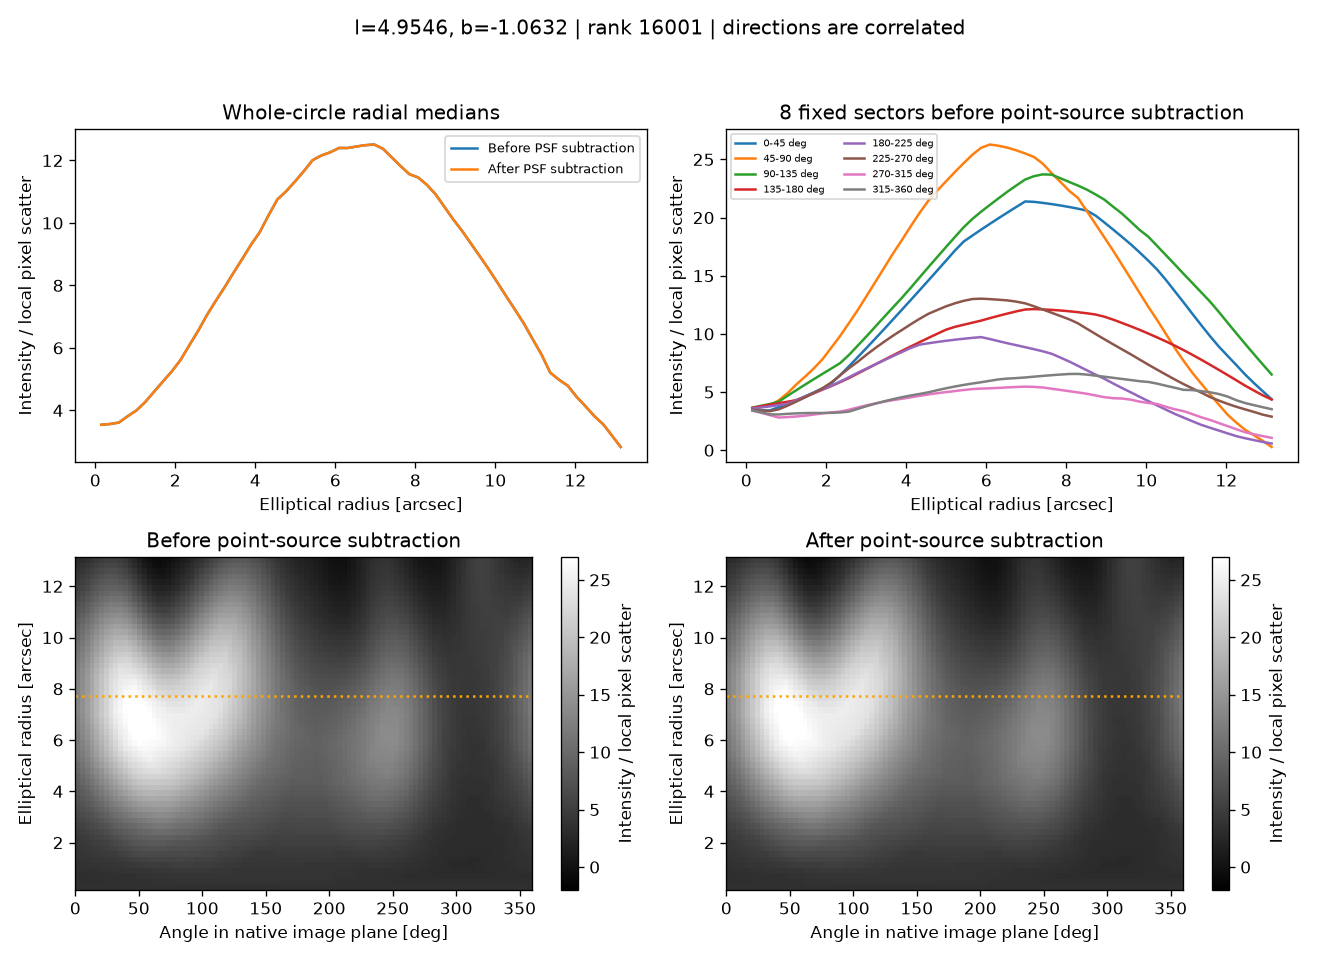 l=4.9546, b=-1.0632 | rank 16001 | directions are correlated
Whole-circle radial medians
Before PSF subtraction
After PSF subtraction
Intensity / local pixel scatter
12
10
8
6
4
0 2 4 6 8 10 12
Elliptical radius [arcsec]
8 fixed sectors before point-source subtraction
0-45 deg
45-90 deg
90-135 deg
135-180 deg
180-225 deg
225-270 deg
270-315 deg
315-360 deg
Intensity / local pixel scatter
25
20
15
10
5
0
0 2 4 6 8 10 12
Elliptical radius [arcsec]
Before point-source subtraction
Elliptical radius [arcsec]
12
10
8
6
4
2
0 50 100 150 200 250 300 350
Angle in native image plane [deg]
25
20
15
10
5
0
Intensity / local pixel scatter
After point-source subtraction
Elliptical radius [arcsec]
12
10
8
6
4
2
0 50 100 150 200 250 300 350
Angle in native image plane [deg]
25
20
15
10
5
0
Intensity / local pixel scatter